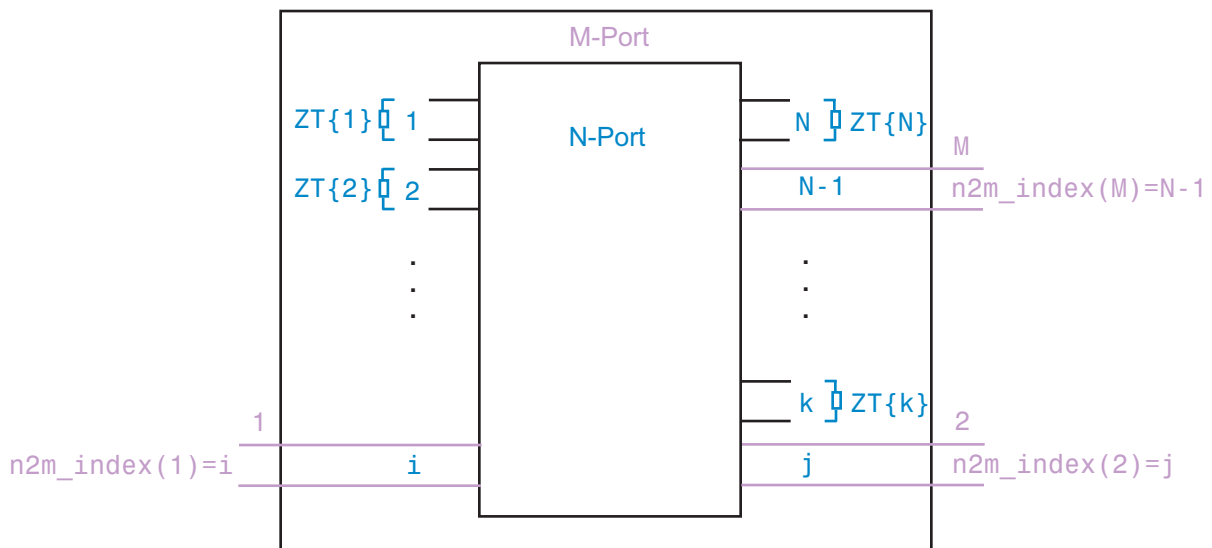 M-Port
N-Port
ZT{1} 1
N ZT{N}
M
ZT{2} 2
N-1
n2m_index(M)=N-1
k ZT{k}
1
2
n2m_index(1)=i
i
j
n2m_index(2)=j